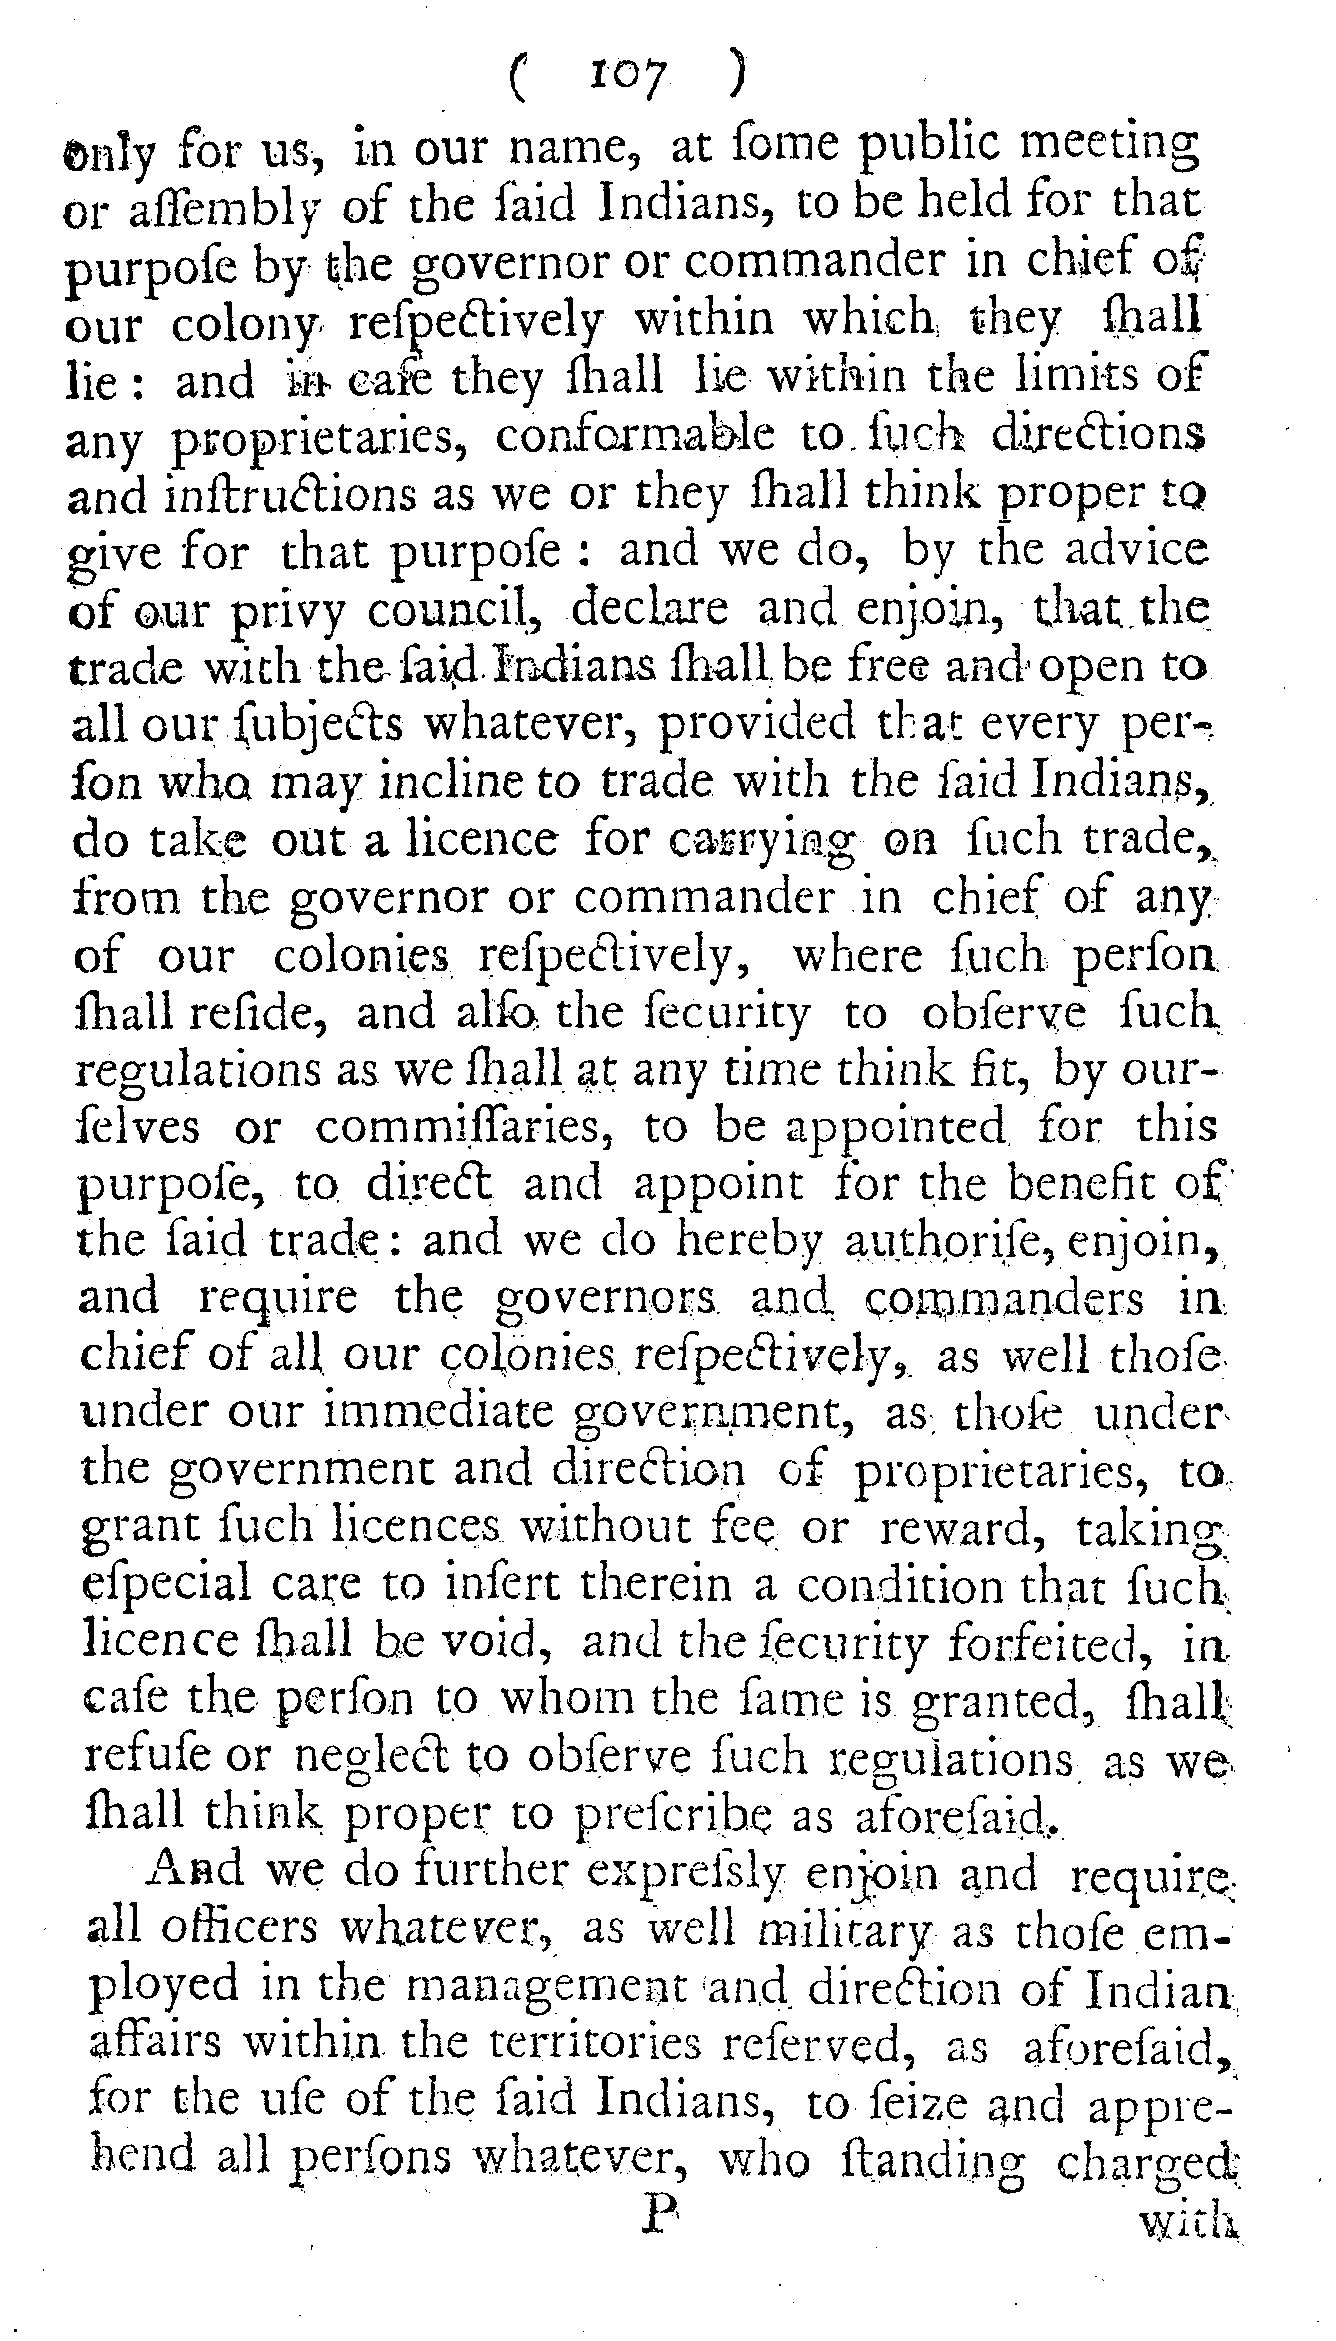 ( 107 )
only for us, in our name, at ſome public meeting
or aſſembly of the ſaid Indians, to be held for that
purpoſe by the governor or commander in chief of
our colony reſpectively within which they ſhall
lie : and in caſe they ſhall lie within the limits of
any proprietaries, conformable to ſuch directions
and inſtructions as we or they ſhall think proper to
give for that purpoſe : and we do, by the advice
of our privy council, declare and enjoin, that the
trade with the ſaid Indians ſhall be free and open to
all our ſubjects whatever, provided that every per-
ſon who may incline to trade with the ſaid Indians,
do take out a licence for carrying on ſuch trade,
from the governor or commander in chief of any
of our colonies reſpectively, where ſuch perſon
ſhall reſide, and alſo the ſecurity to obſerve ſuch
regulations as we ſhall at any time think fit, by our-
ſelves or commiſſaries, to be appointed for this
purpoſe, to direct and appoint for the benefit of
the ſaid trade : and we do hereby authoriſe, enjoin,
and require the governors and commanders in
chief of all our colonies reſpectively, as well thoſe
under our immediate government, as thoſe under
the government and direction of proprietaries, to
grant ſuch licences without fee or reward, taking
eſpecial care to inſert therein a condition that ſuch
licence ſhall be void, and the ſecurity forfeited, in
caſe the perſon to whom the ſame is granted, ſhall
refuſe or neglect to obſerve ſuch regulations as we
ſhall think proper to preſcribe as aforeſaid.
And we do further expreſsly enjoin and require
all officers whatever, as well military as thoſe em-
ployed in the management and direction of Indian
affairs within the territories reſerved, as aforeſaid,
for the uſe of the ſaid Indians, to ſeize and appre-
hend all perſons whatever, who ſtanding charged
P with